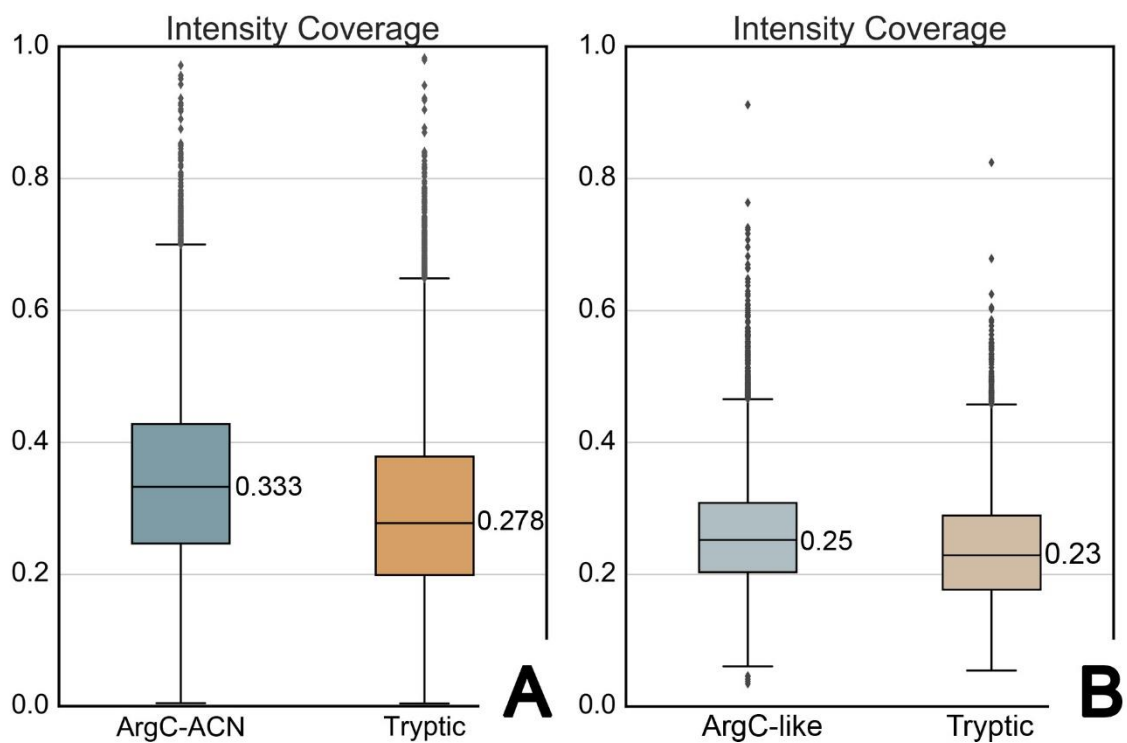 Intensity Coverage
1.0
0.8
0.6
0.4
0.2
0.0
0.333
0.278
ArgC-ACN Tryptic
A
Intensity Coverage
1.0
0.8
0.6
0.4
0.2
0.0
0.25
0.23
ArgC-like Tryptic
B